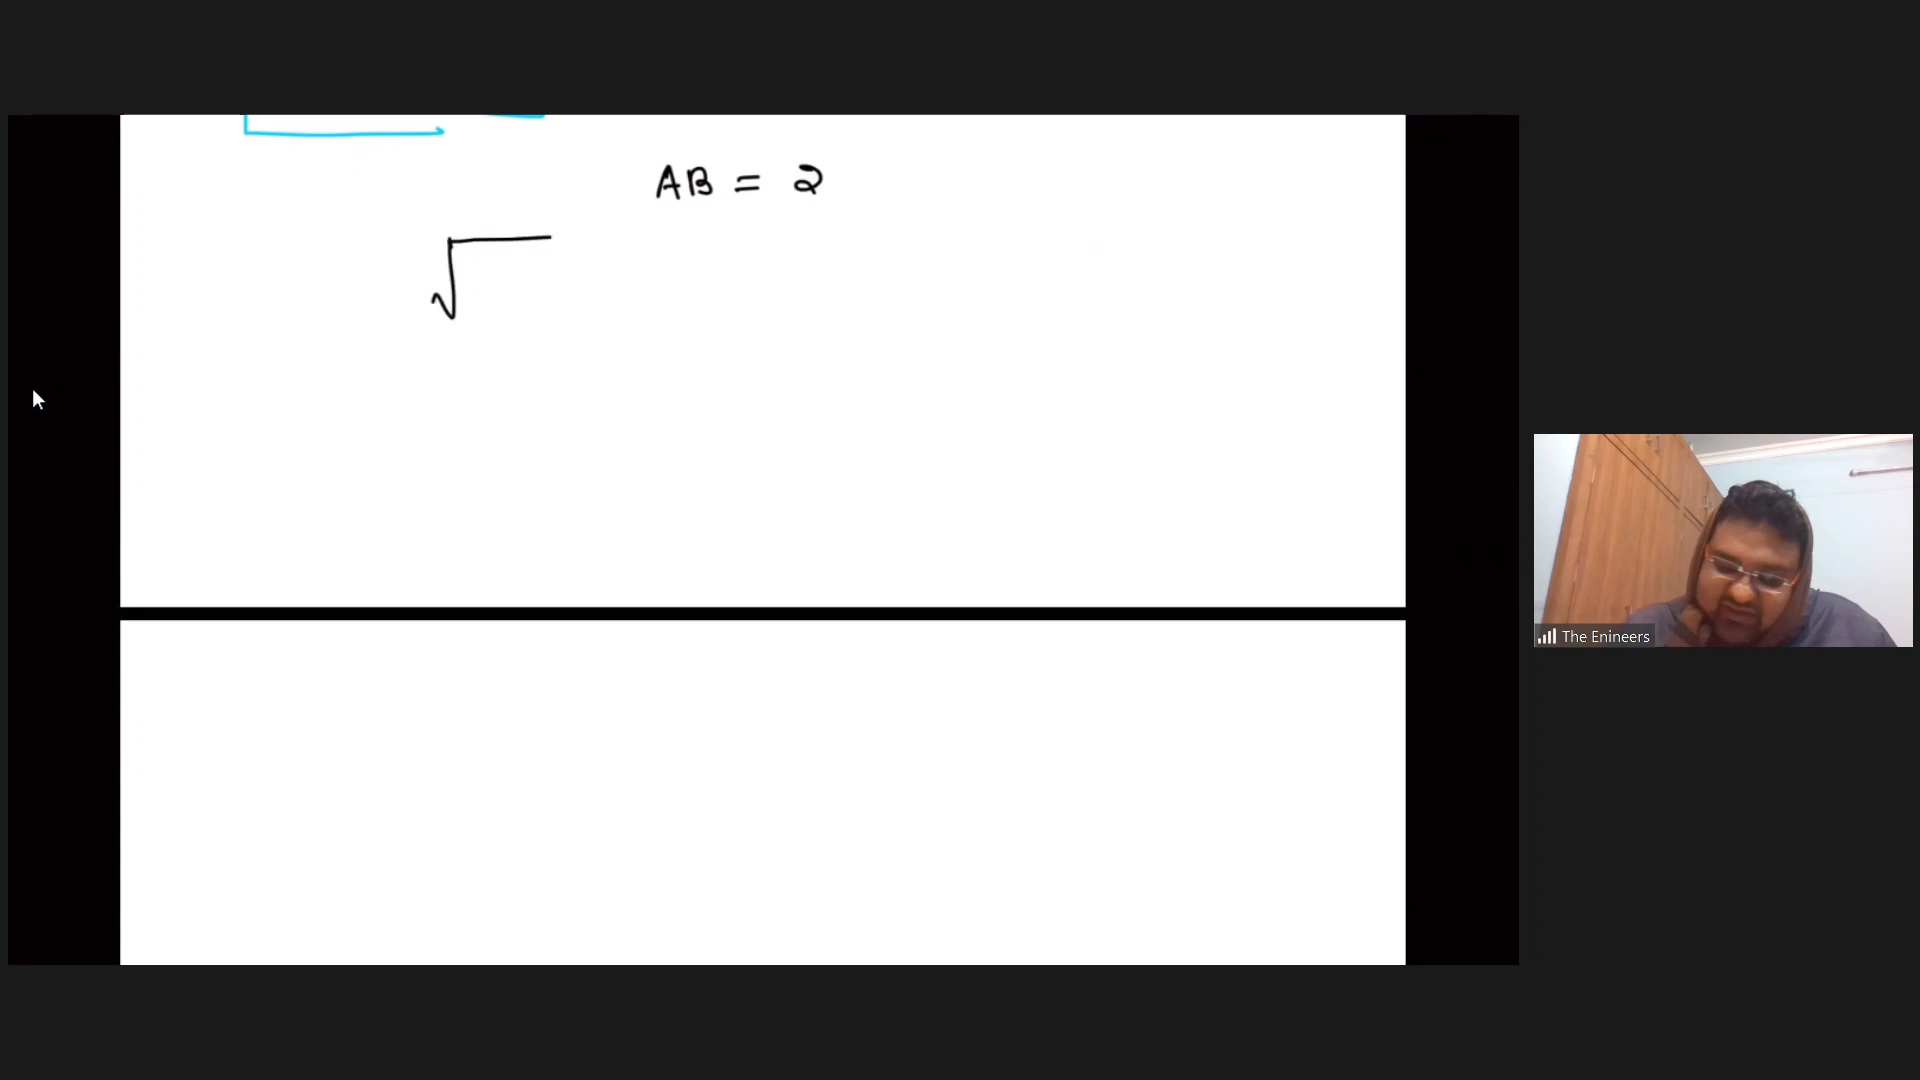 AB = 2
√
The Enineers